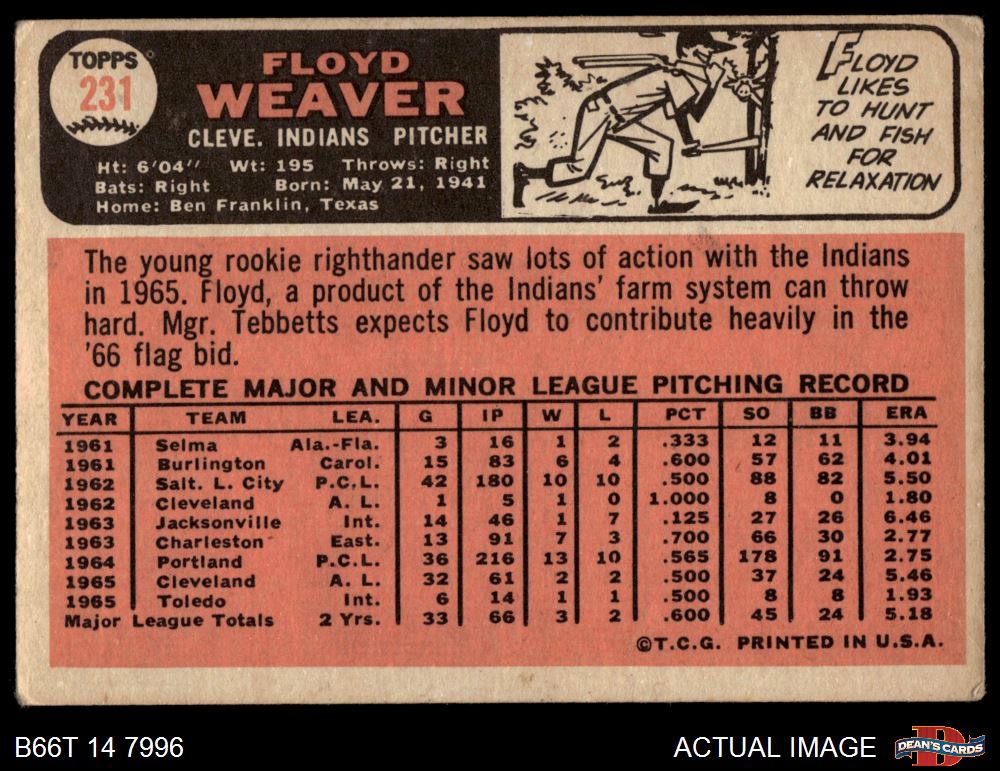 TOPPS
231
FLOYD
WEAVER
CLEVE. INDIANS PITCHER
Ht: 6'04" Wt: 195 Throws: Right
Bats: Right Born: May 21, 1941
Home: Ben Franklin, Texas
FLOYD
LIKES
TO HUNT
AND FISH
FOR
RELAXATION
The young rookie righthander saw lots of action with the Indians
in 1965. Floyd, a product of the Indians' farm system can throw
hard. Mgr. Tebbetts expects Floyd to contribute heavily in the
'66 flag bid.
COMPLETE MAJOR AND MINOR LEAGUE PITCHING RECORD
YEAR TEAM LEA. G IP W L PCT SO BB ERA
1961 Selma Ala.-Fla. 3 16 1 2 .333 12 11 3.94
1961 Burlington Carol. 15 83 6 4 .600 57 62 4.01
1962 Salt. L. City P.C.L. 42 180 10 10 .500 88 82 5.50
1962 Cleveland A. L. 1 5 1 0 1.000 8 0 1.80
1963 Jacksonville Int. 14 46 1 7 .125 27 26 6.46
1963 Charleston East. 13 91 7 3 .700 66 30 2.77
1964 Portland P.C.L. 36 216 13 10 .565 178 91 2.75
1965 Cleveland A. L. 32 61 2 2 .500 37 24 5.46
1965 Toledo Int. 6 14 1 1 .500 8 8 1.93
Major League Totals 2 Yrs. 33 66 3 2 .600 45 24 5.18
©T.C.G. PRINTED IN U.S.A.
B66T 14 7996
ACTUAL IMAGE
D
DEAN'S CARDS